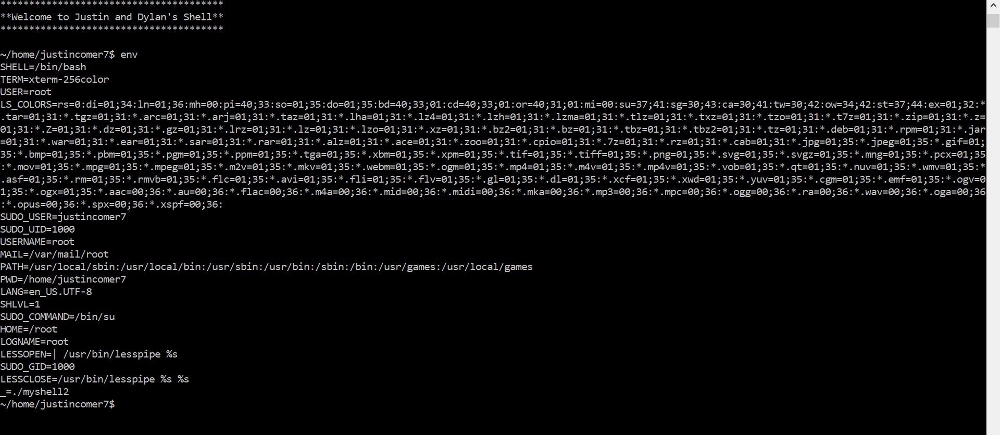 ***************************************
**Welcome to Justin and Dylan's Shell**
***************************************
~/home/justincomer7$ env
SHELL=/bin/bash
TERM=xterm-256color
USER=root
LS_COLORS=rs=0:di=01;34:ln=01;36:mh=00:pi=40;33:so=01;35:do=01;35:bd=40;33;01:cd=40;33;01:or=40;31;01:mi=00:su=37;41:sg=30;43:ca=30;41:tw=30;42:ow=34;42:st=37;44:ex=01;32:*
.tar=01;31:*.tgz=01;31:*.arc=01;31:*.arj=01;31:*.taz=01;31:*.lha=01;31:*.lz4=01;31:*.lzh=01;31:*.lzma=01;31:*.tlz=01;31:*.txz=01;31:*.tzo=01;31:*.t7z=01;31:*.zip=01;31:*.z=
01;31:*.Z=01;31:*.dz=01;31:*.gz=01;31:*.lrz=01;31:*.lz=01;31:*.lzo=01;31:*.xz=01;31:*.bz2=01;31:*.bz=01;31:*.tbz=01;31:*.tbz2=01;31:*.tz=01;31:*.deb=01;31:*.rpm=01;31:*.jar
=01;31:*.war=01;31:*.ear=01;31:*.sar=01;31:*.rar=01;31:*.alz=01;31:*.ace=01;31:*.zoo=01;31:*.cpio=01;31:*.7z=01;31:*.rz=01;31:*.cab=01;31:*.jpg=01;35:*.jpeg=01;35:*.gif=01;
35:*.bmp=01;35:*.pbm=01;35:*.pgm=01;35:*.ppm=01;35:*.tga=01;35:*.xbm=01;35:*.xpm=01;35:*.tif=01;35:*.tiff=01;35:*.png=01;35:*.svg=01;35:*.svgz=01;35:*.mng=01;35:*.pcx=01;35
:*.mov=01;35:*.mpg=01;35:*.mpeg=01;35:*.m2v=01;35:*.mkv=01;35:*.webm=01;35:*.ogm=01;35:*.mp4=01;35:*.m4v=01;35:*.mp4v=01;35:*.vob=01;35:*.qt=01;35:*.nuv=01;35:*.wmv=01;35:*
.asf=01;35:*.rm=01;35:*.rmvb=01;35:*.flc=01;35:*.avi=01;35:*.fli=01;35:*.flv=01;35:*.gl=01;35:*.dl=01;35:*.xcf=01;35:*.xwd=01;35:*.yuv=01;35:*.cgm=01;35:*.emf=01;35:*.ogv=0
1;35:*.ogx=01;35:*.aac=00;36:*.au=00;36:*.flac=00;36:*.m4a=00;36:*.mid=00;36:*.midi=00;36:*.mka=00;36:*.mp3=00;36:*.mpc=00;36:*.ogg=00;36:*.ra=00;36:*.wav=00;36:*.oga=00;36
:*.opus=00;36:*.spx=00;36:*.xspf=00;36:
SUDO_USER=justincomer7
SUDO_UID=1000
USERNAME=root
MAIL=/var/mail/root
PATH=/usr/local/sbin:/usr/local/bin:/usr/sbin:/usr/bin:/sbin:/bin:/usr/games:/usr/local/games
PWD=/home/justincomer7
LANG=en_US.UTF-8
SHLVL=1
SUDO_COMMAND=/bin/su
HOME=/root
LOGNAME=root
LESSOPEN=| /usr/bin/lesspipe %s
SUDO_GID=1000
LESSCLOSE=/usr/bin/lesspipe %s %s
_=./myshell2
~/home/justincomer7$